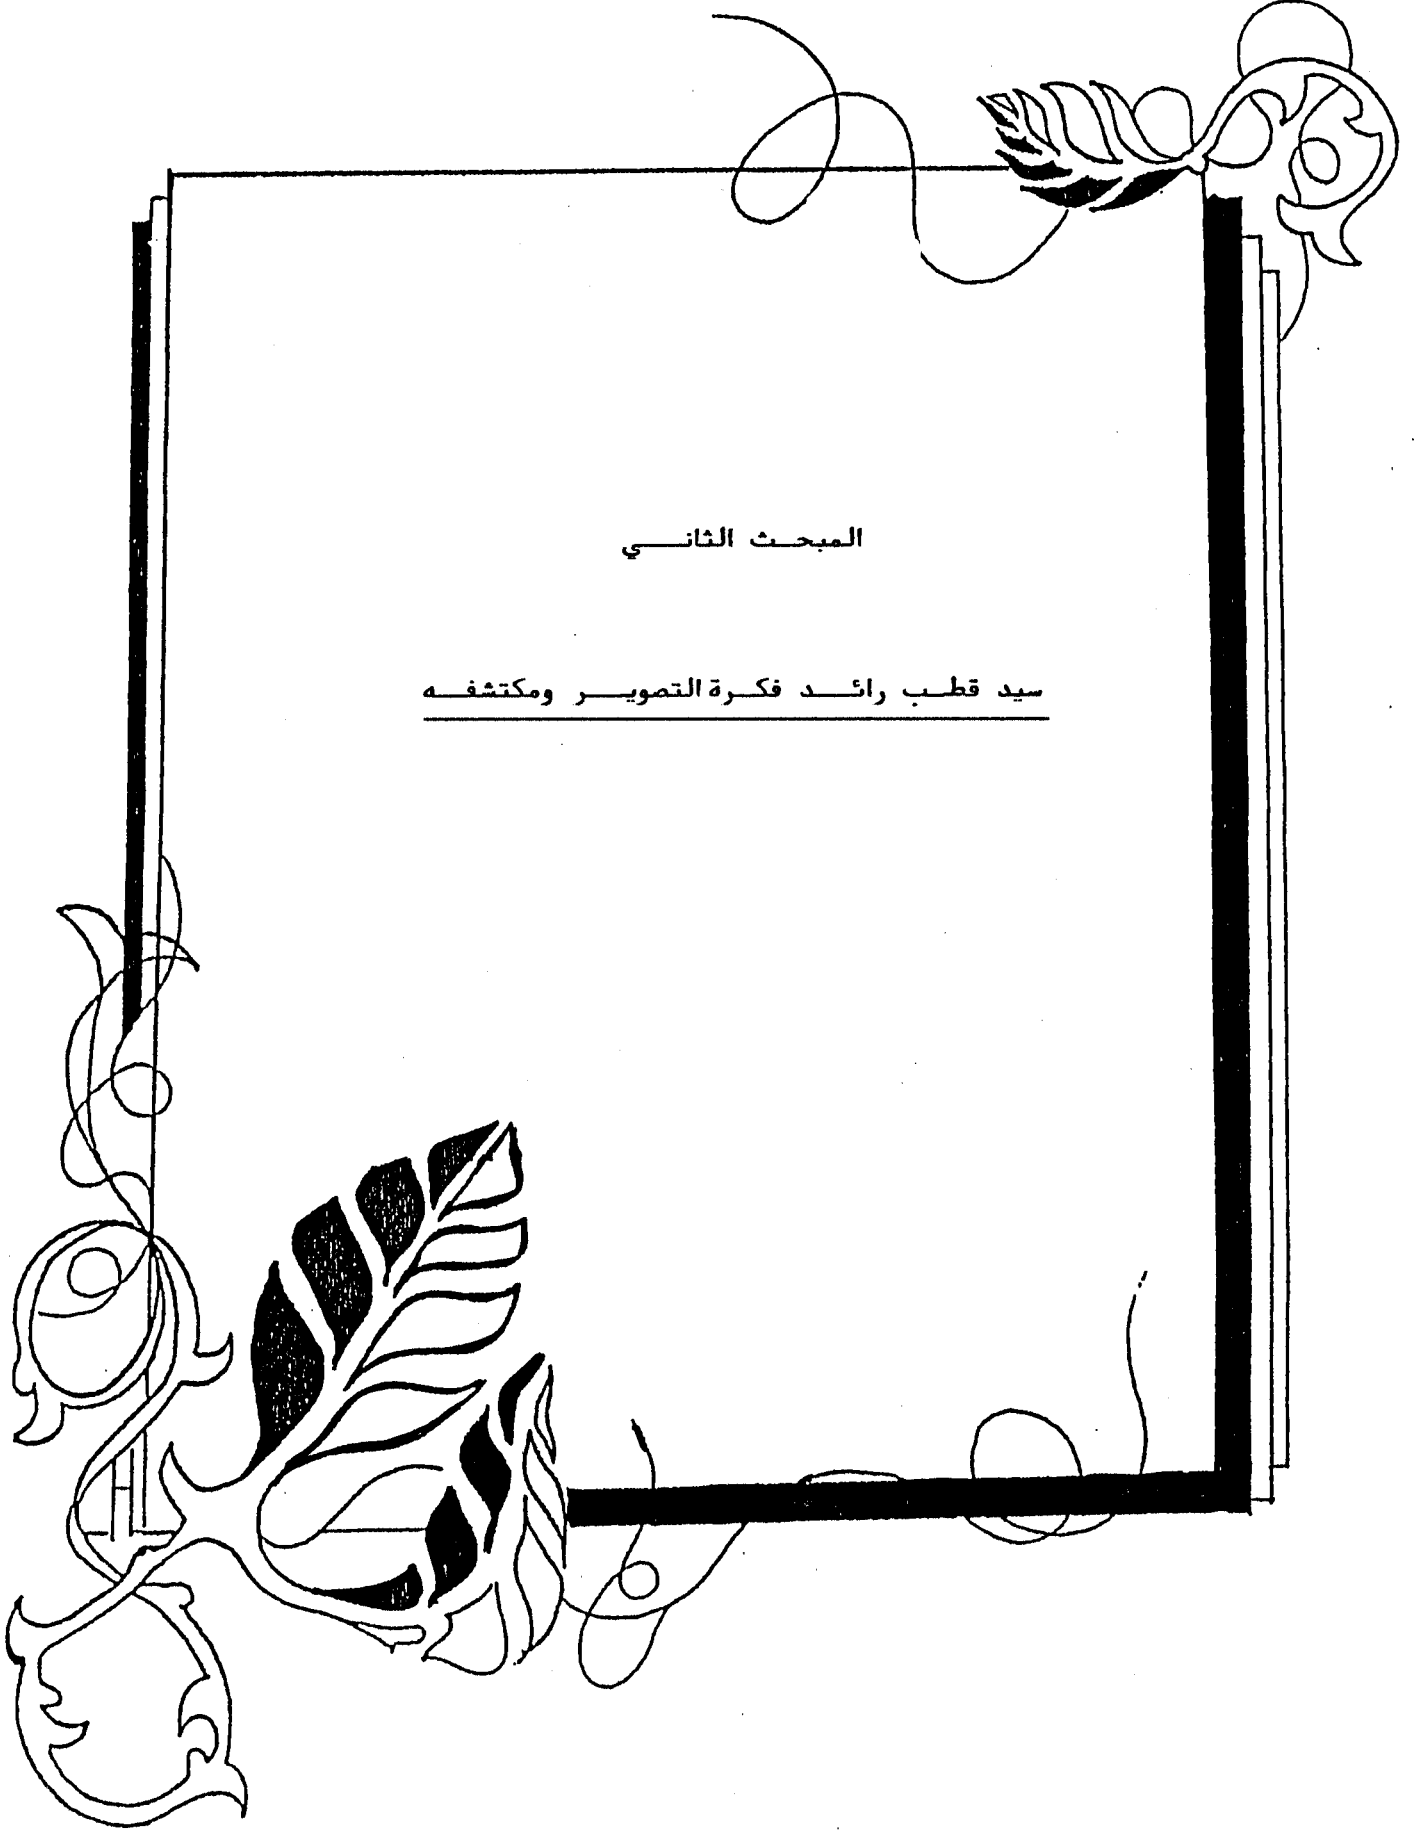 المبحث الثاني
سيد قطب رائد فكرة التصوير ومكتشفه